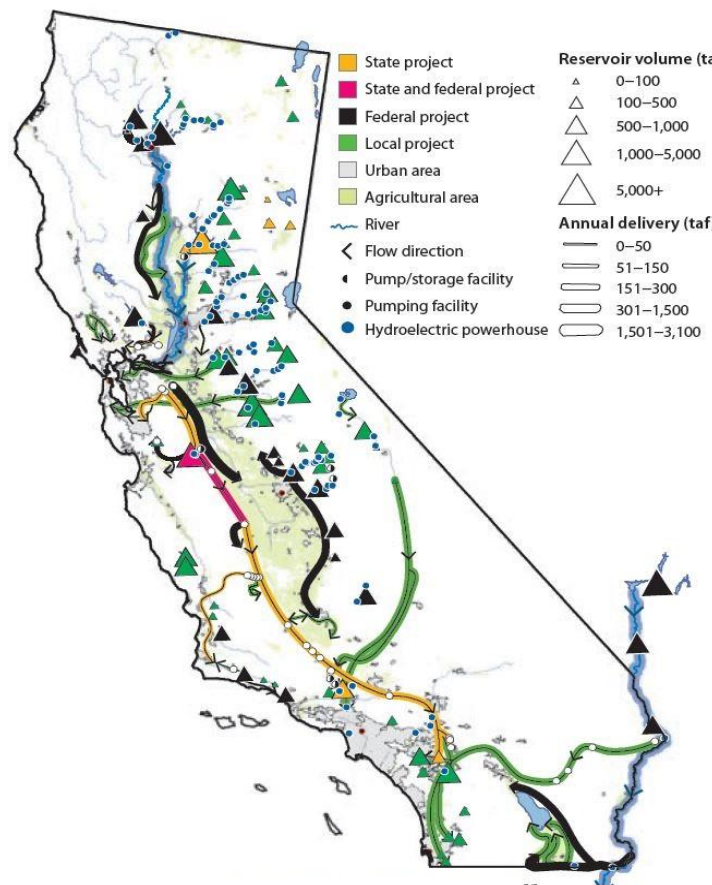 State project
State and federal project
Federal project
Local project
Urban area
Agricultural area
River
Flow direction
Pump/storage facility
Pumping facility
Hydroelectric powerhouse
Reservoir volume (ta
0–100
100–500
500–1,000
1,000–5,000
5,000+
Annual delivery (taf
0–50
51–150
151–300
301–1,500
1,501–3,100